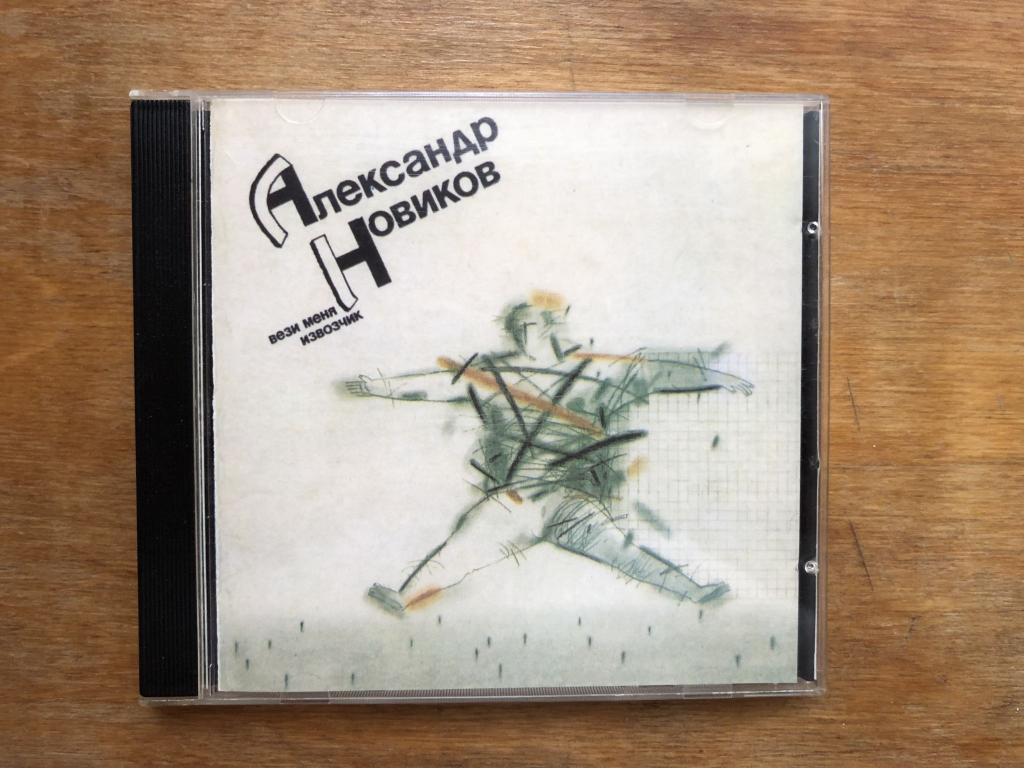 Александр
Новиков
вези меня
извозчик